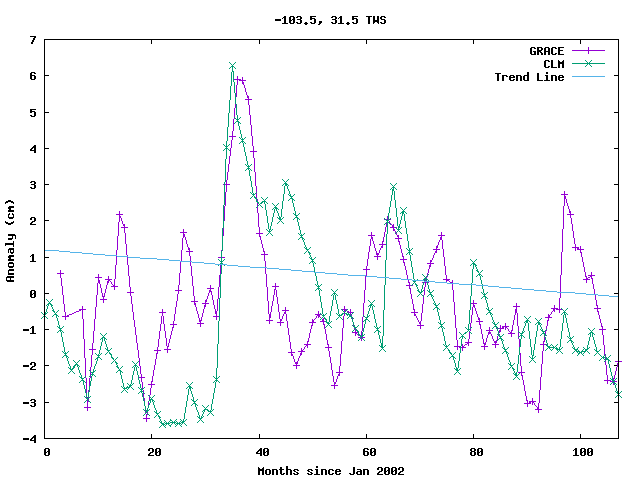 -103.5, 31.5 TWS
GRACE
CLM
Trend Line
7
6
5
4
3
2
1
0
-1
-2
-3
-4
Anomaly (cm)
0 20 40 60 80 100
Months since Jan 2002